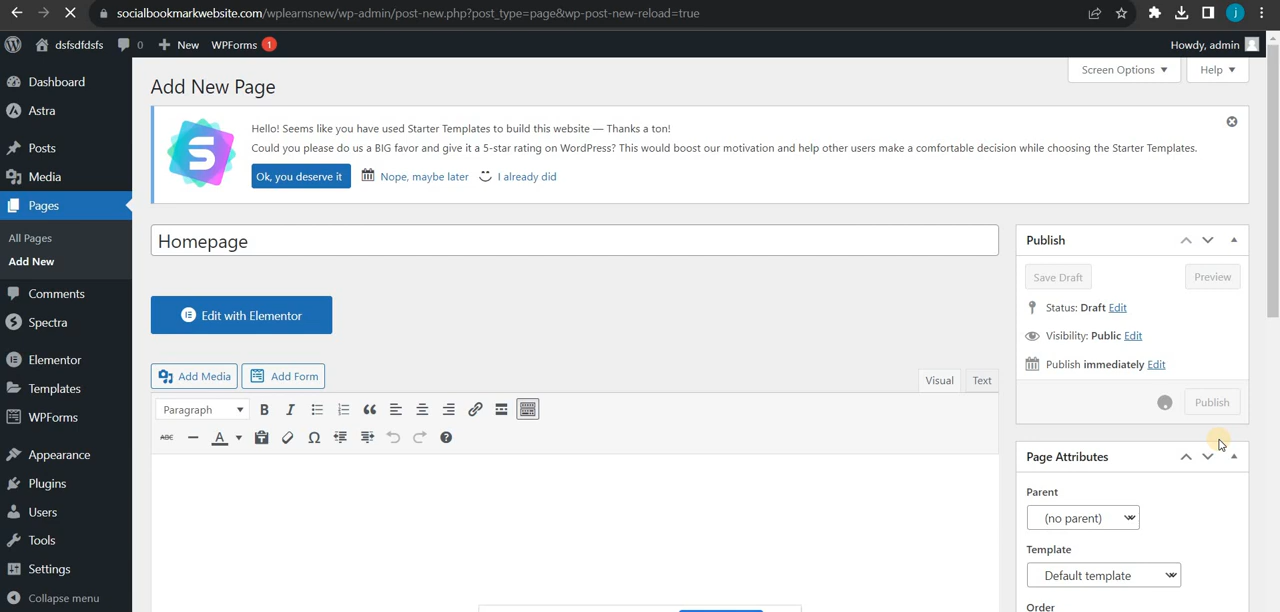 socialbookmarkwebsite.com/wplearnsnew/wp-admin/post-new.php?post_type=page&wp-post-new-reload=true
j
dsfsdfdsfs
0
New
WPForms 1
Howdy, admin
Dashboard
Astra
Posts
Media
Pages
All Pages
Add New
Comments
Spectra
Elementor
Templates
WPForms
Appearance
Plugins
Users
Tools
Settings
Collapse menu
Screen Options
Help
Add New Page
S
Hello! Seems like you have used Starter Templates to build this website — Thanks a ton!
Could you please do us a BIG favor and give it a 5-star rating on WordPress? This would boost our motivation and help other users make a comfortable decision while choosing the Starter Templates.
Ok, you deserve it
Nope, maybe later
I already did
Homepage
Edit with Elementor
Add Media
Add Form
Visual
Text
Paragraph
B I
ABC
A
Publish
Save Draft
Preview
Status: Draft Edit
Visibility: Public Edit
Publish immediately Edit
Publish
Page Attributes
Parent
(no parent)
Template
Default template
Order